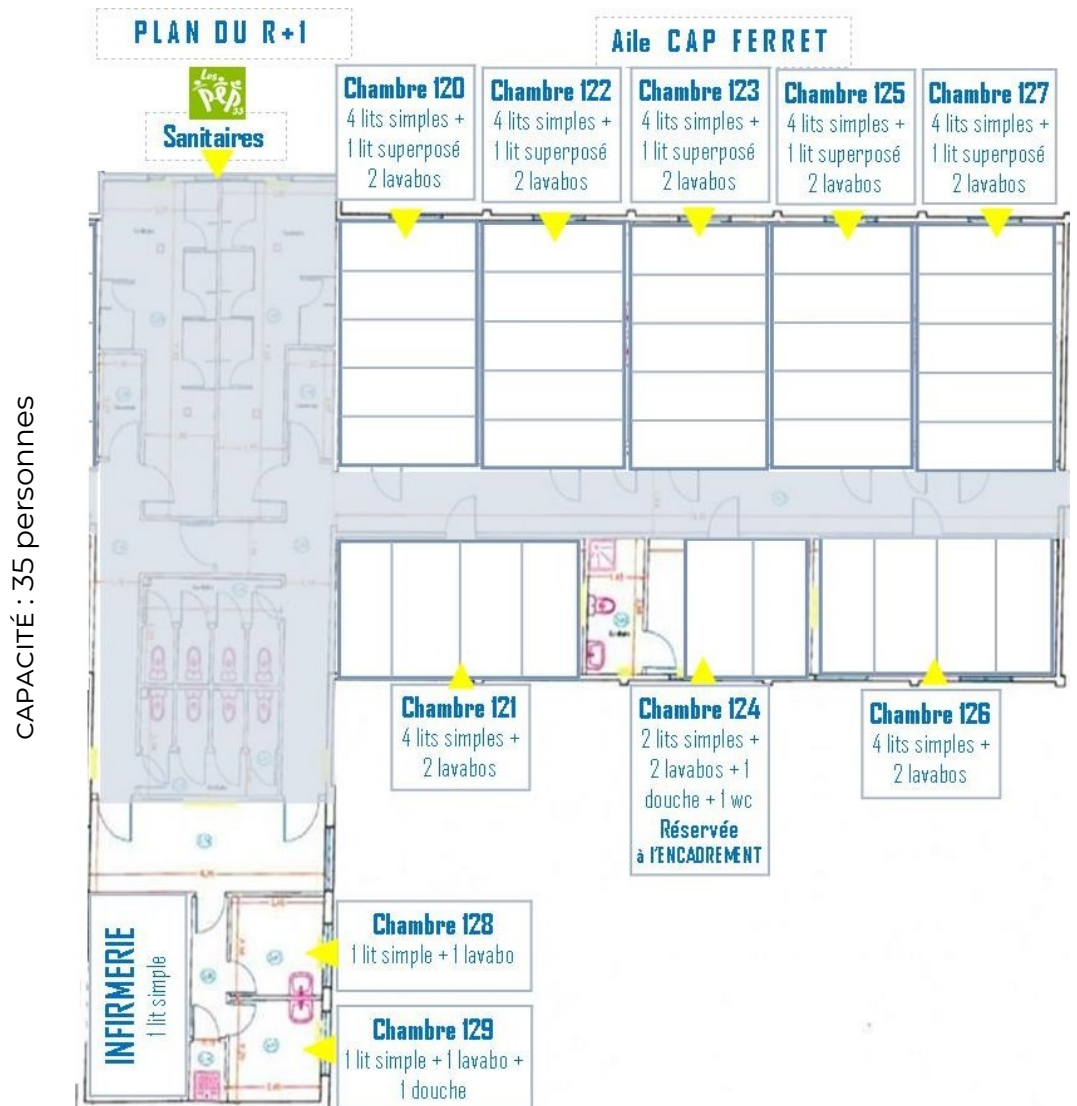 PLAN DU R+1
Aile CAP FERRET
Les
pep
33
Sanitaires
Chambre 120
4 lits simples +
1 lit superposé
2 lavabos
Chambre 122
4 lits simples +
1 lit superposé
2 lavabos
Chambre 123
4 lits simples +
1 lit superposé
2 lavabos
Chambre 125
4 lits simples +
1 lit superposé
2 lavabos
Chambre 127
4 lits simples +
1 lit superposé
2 lavabos
CAPACITÉ : 35 personnes
Chambre 121
4 lits simples +
2 lavabos
Chambre 124
2 lits simples +
2 lavabos + 1
douche + 1 wc
Réservée
à l'ENCADREMENT
Chambre 126
4 lits simples +
2 lavabos
INFIRMERIE
1 lit simple
Chambre 128
1 lit simple + 1 lavabo
Chambre 129
1 lit simple + 1 lavabo +
1 douche